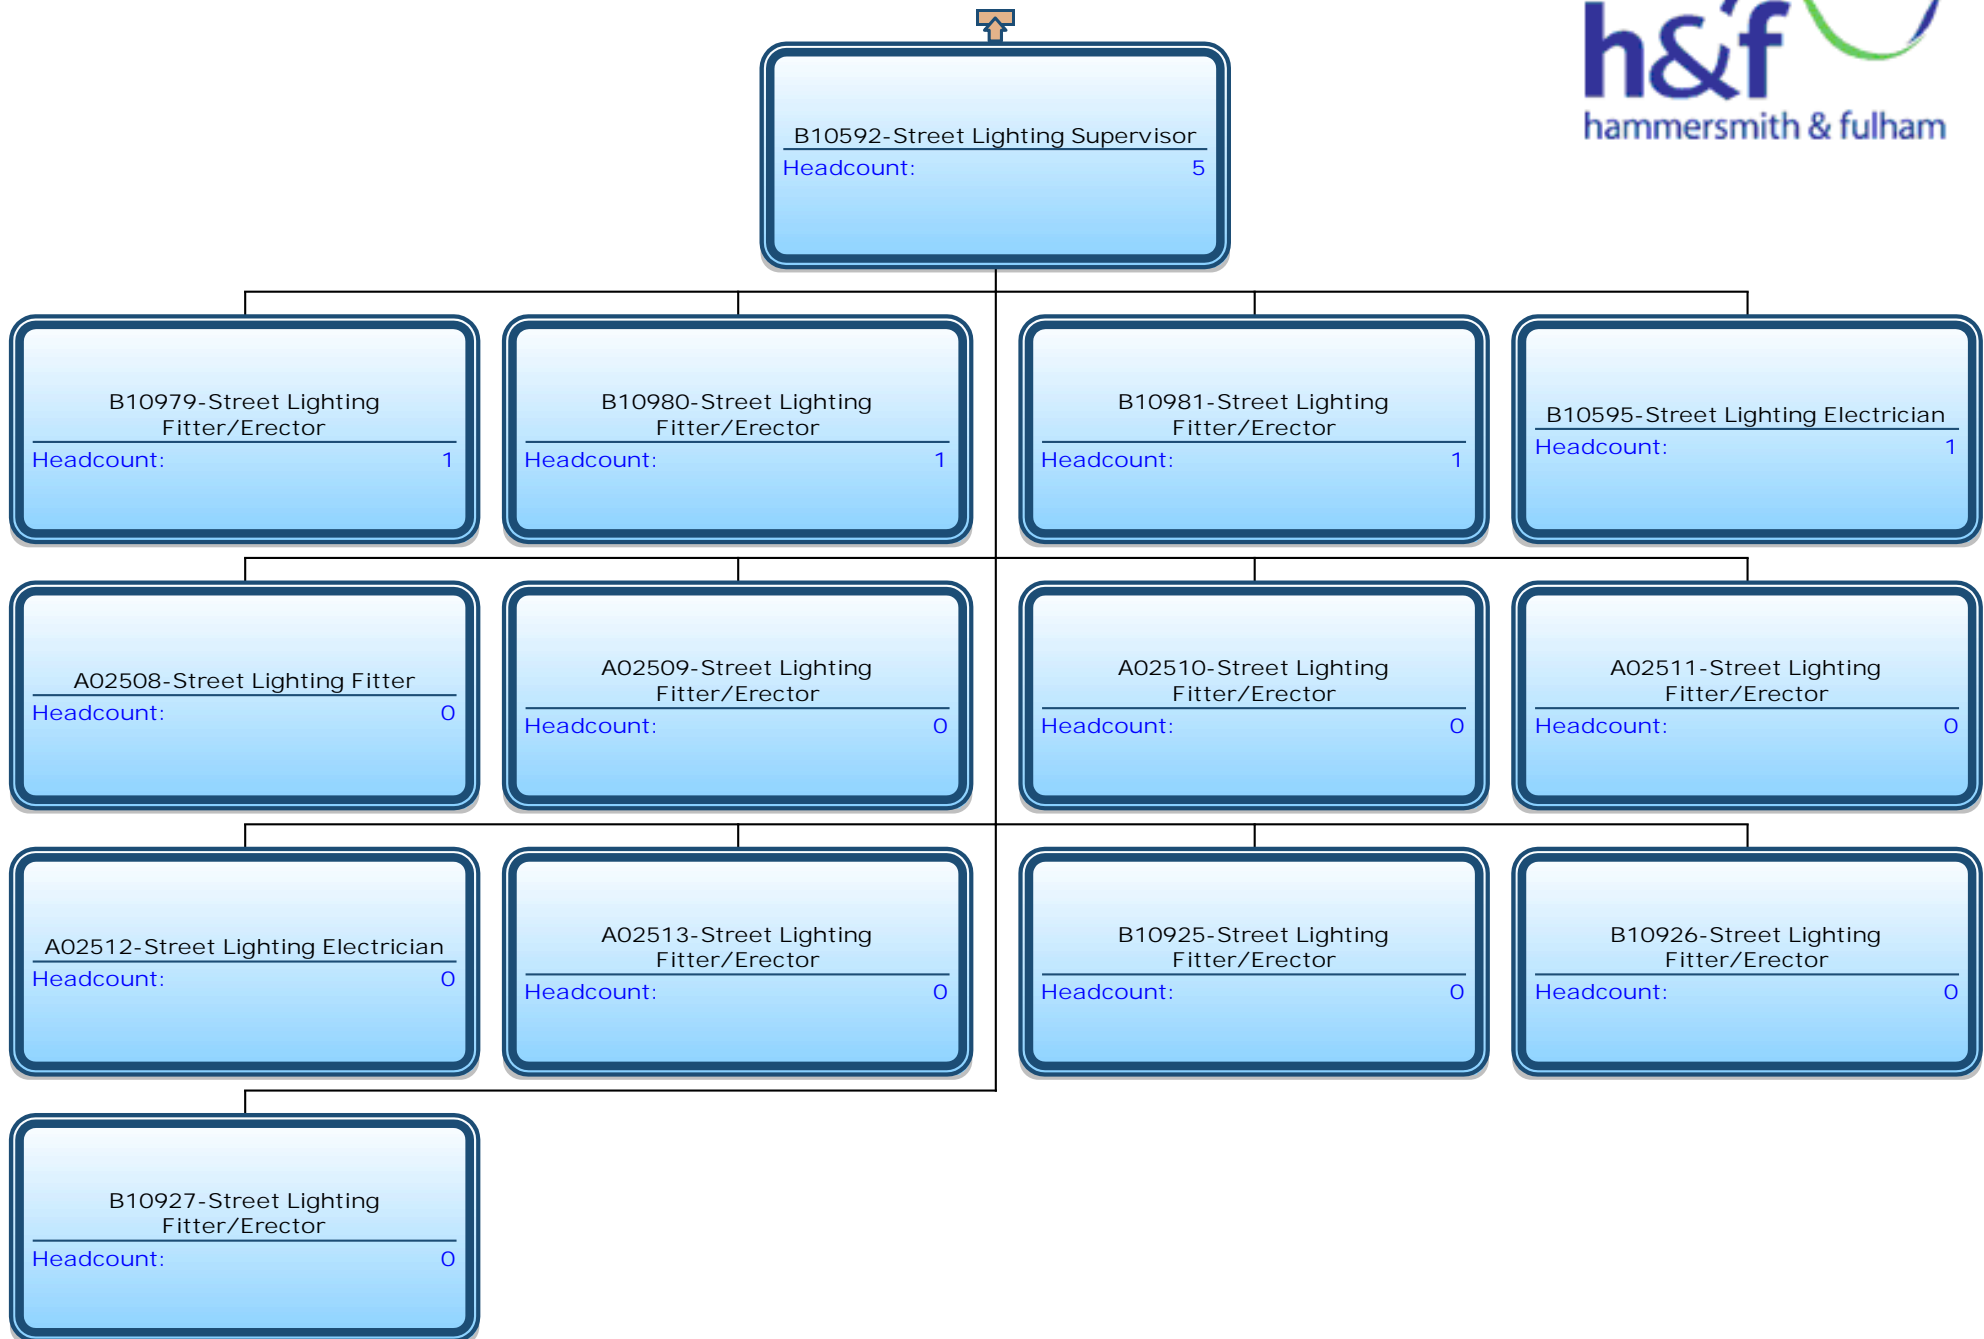 h&f
hammersmith & fulham
B10592-Street Lighting Supervisor
Headcount: 5
B10979-Street Lighting
Fitter/Erector
Headcount: 1
B10980-Street Lighting
Fitter/Erector
Headcount: 1
B10981-Street Lighting
Fitter/Erector
Headcount: 1
B10595-Street Lighting Electrician
Headcount: 1
A02508-Street Lighting Fitter
Headcount: 0
A02509-Street Lighting
Fitter/Erector
Headcount: 0
A02510-Street Lighting
Fitter/Erector
Headcount: 0
A02511-Street Lighting
Fitter/Erector
Headcount: 0
A02512-Street Lighting Electrician
Headcount: 0
A02513-Street Lighting
Fitter/Erector
Headcount: 0
B10925-Street Lighting
Fitter/Erector
Headcount: 0
B10926-Street Lighting
Fitter/Erector
Headcount: 0
B10927-Street Lighting
Fitter/Erector
Headcount: 0